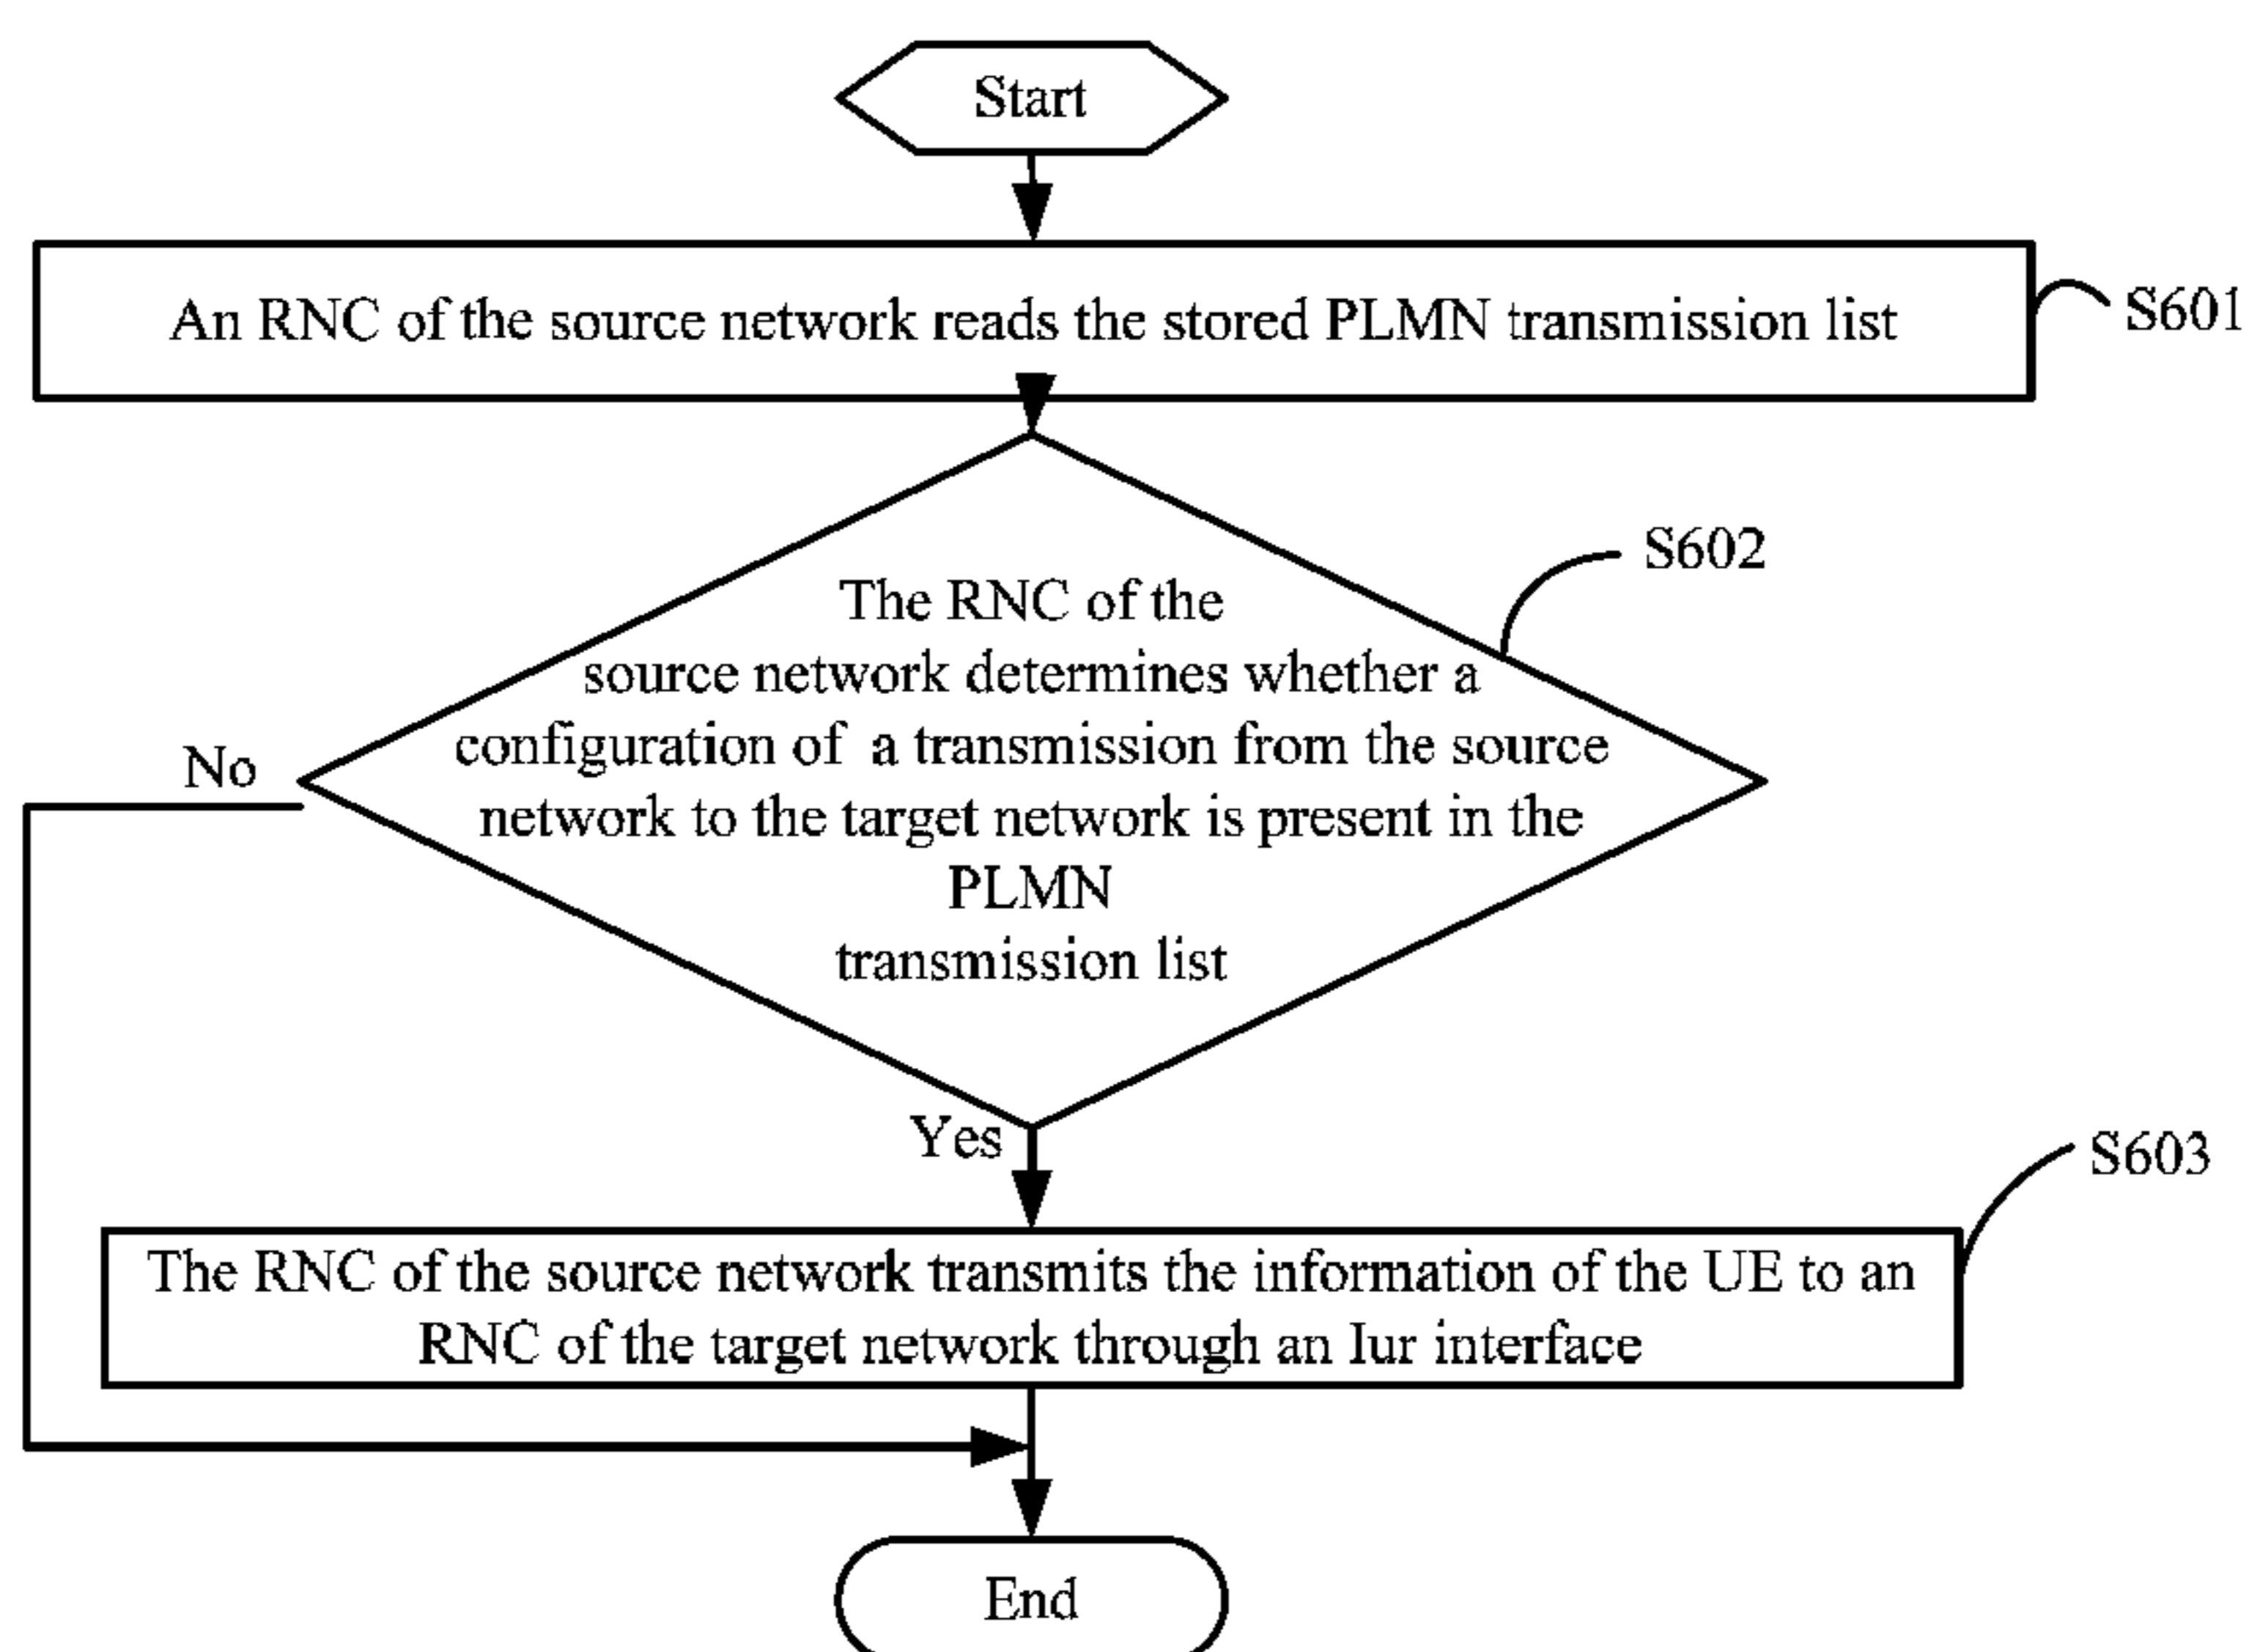 Start
An RNC of the source network reads the stored PLMN transmission list
S601
S602
The RNC of the
source network determines whether a
configuration of a transmission from the source
network to the target network is present in the
PLMN
transmission list
No
Yes
S603
The RNC of the source network transmits the information of the UE to an
RNC of the target network through an Iur interface
End